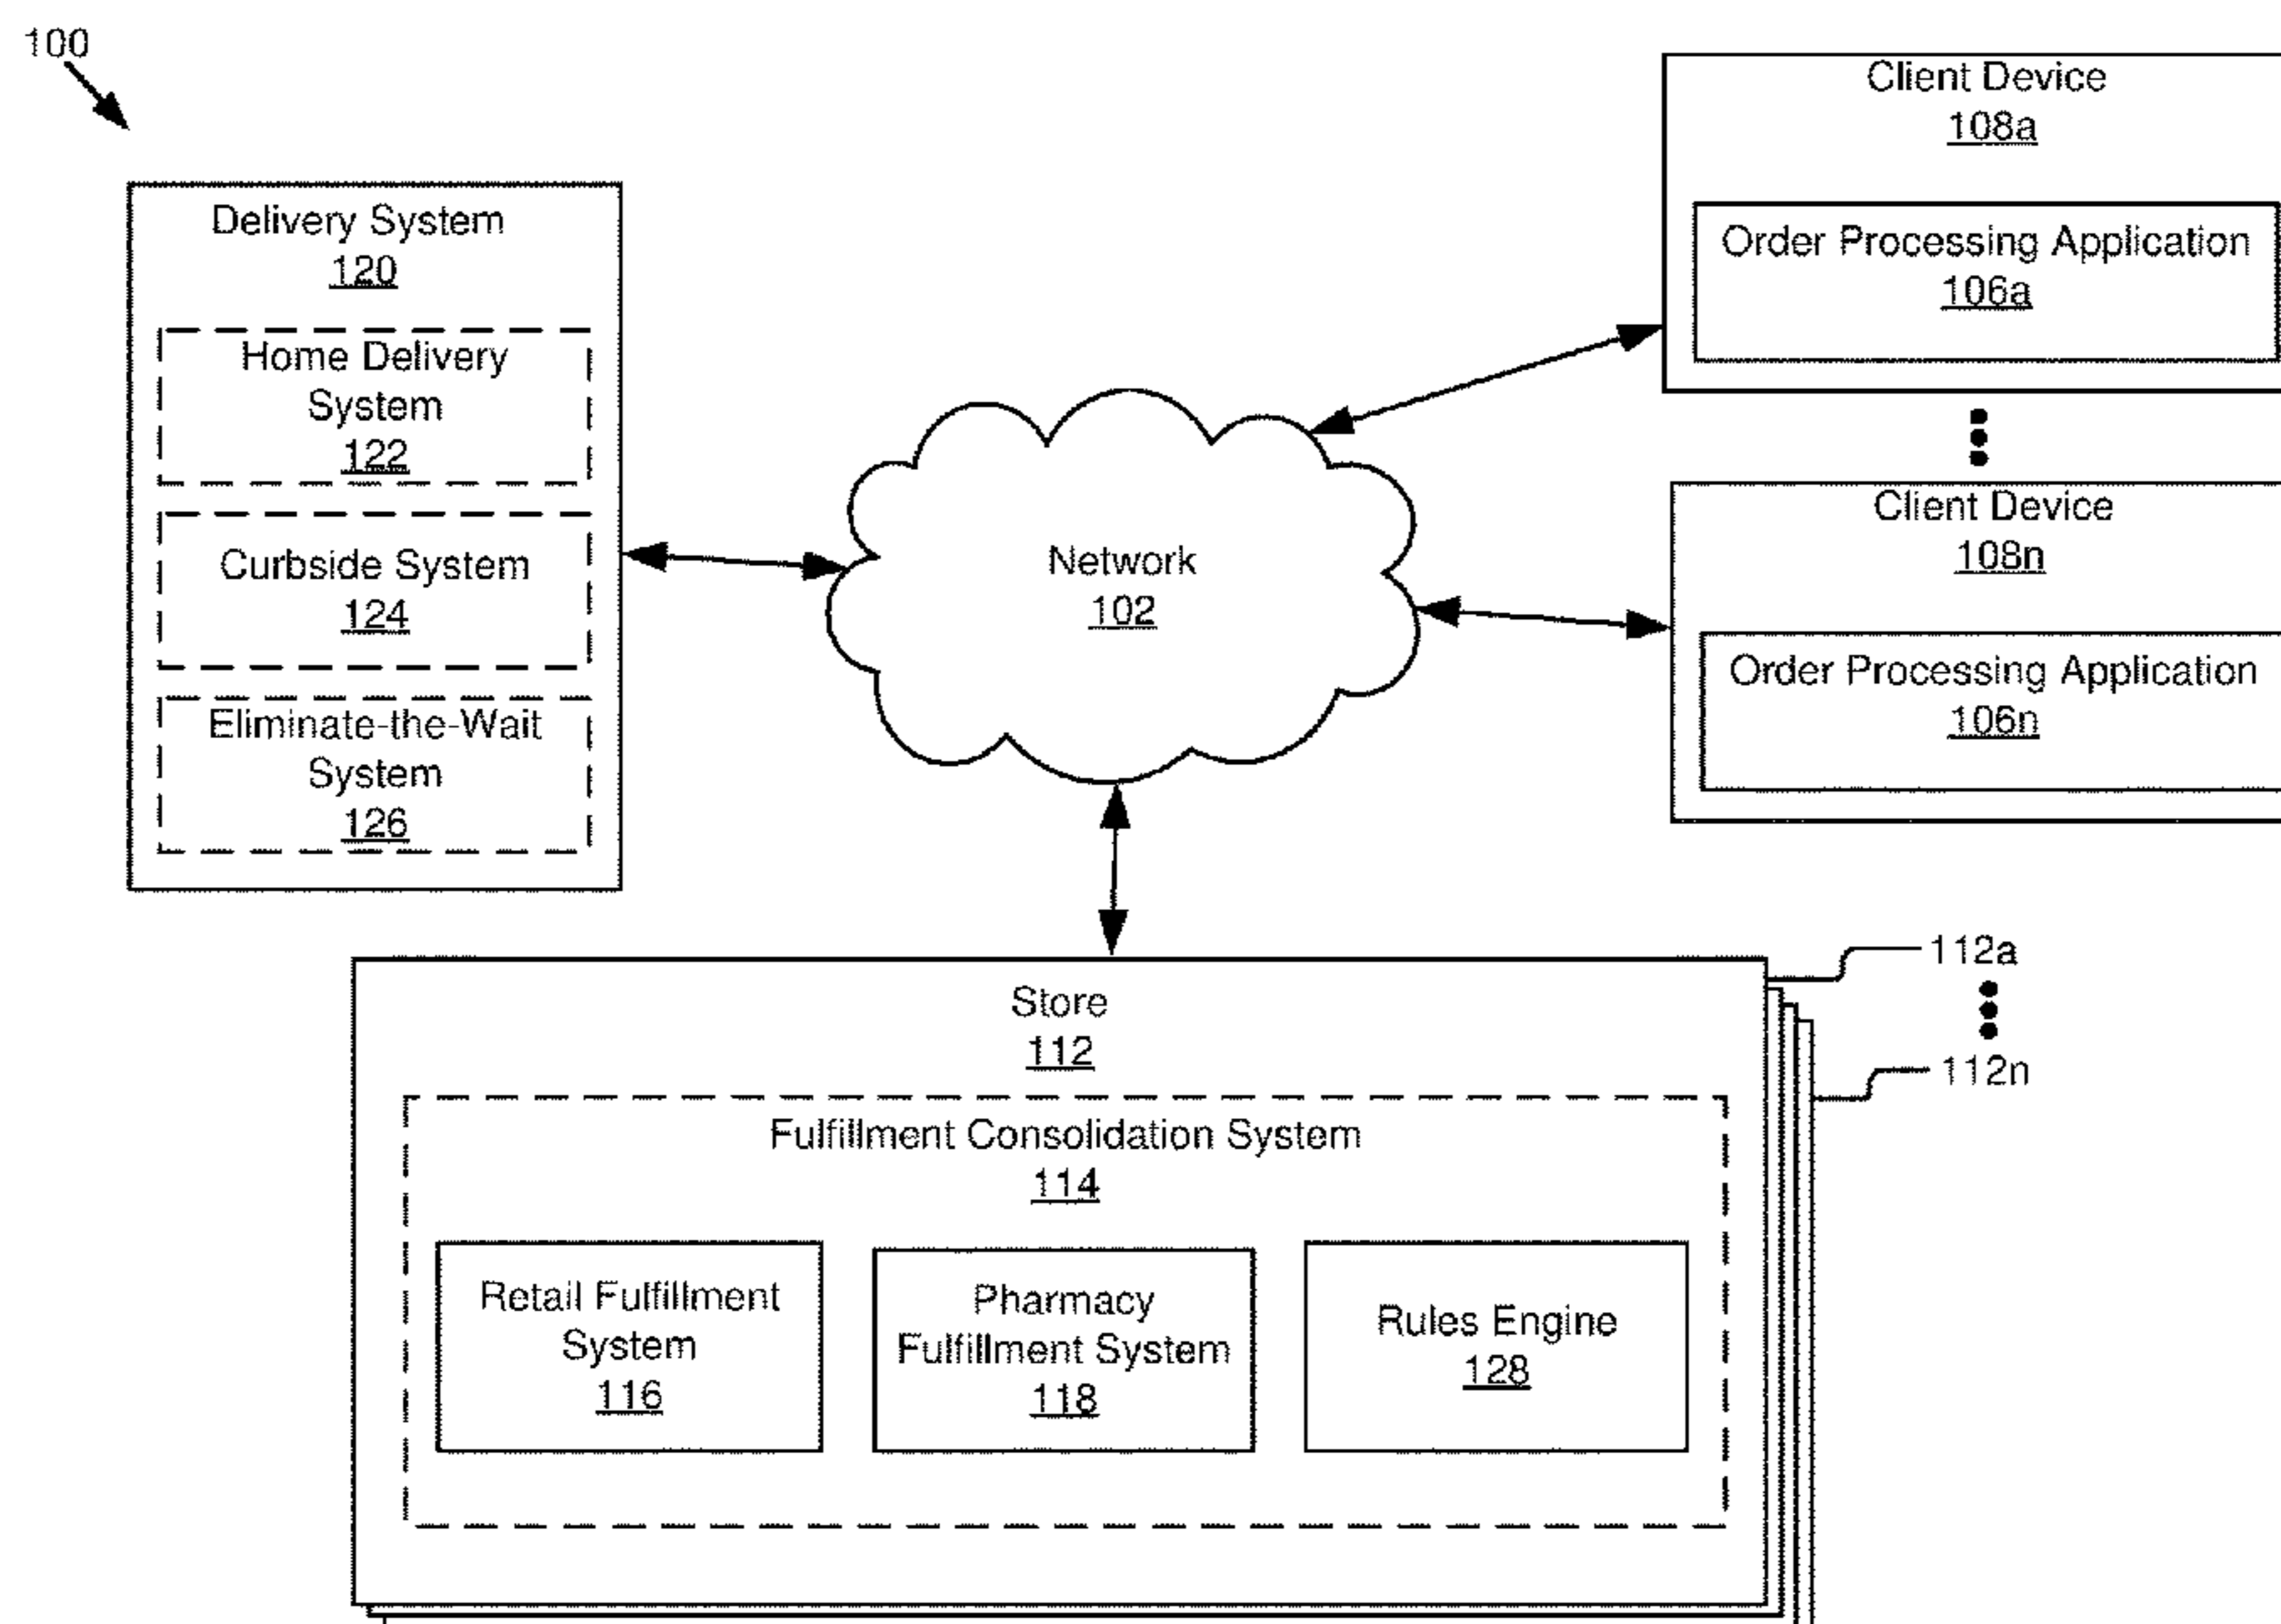 100
Delivery System
120
Home Delivery
System
122
Curbside System
124
Eliminate-the-Wait
System
126
Network
102
Client Device
108a
Order Processing Application
106a
Client Device
108n
Order Processing Application
106n
Store
112
112a
112n
Fulfillment Consolidation System
114
Retail Fulfillment
System
116
Pharmacy
Fulfillment System
118
Rules Engine
128